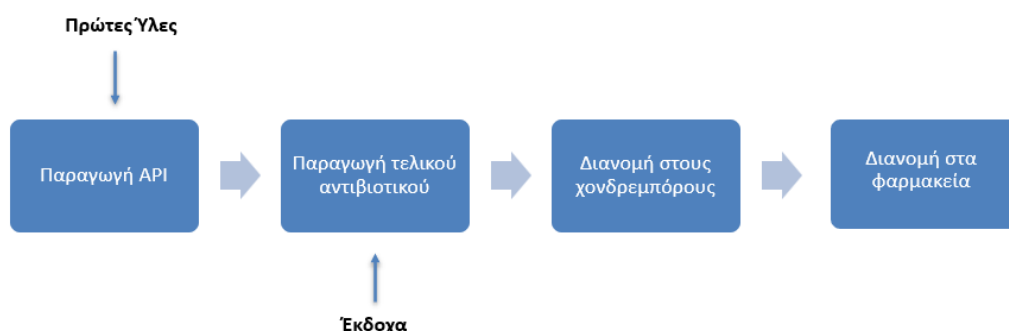 Πρώτες Ύλες
Παραγωγή API
Παραγωγή τελικού
αντιβιοτικού
Διανομή στους
χονδρεμπόρους
Διανομή στα
φαρμακεία
Έκδοχα